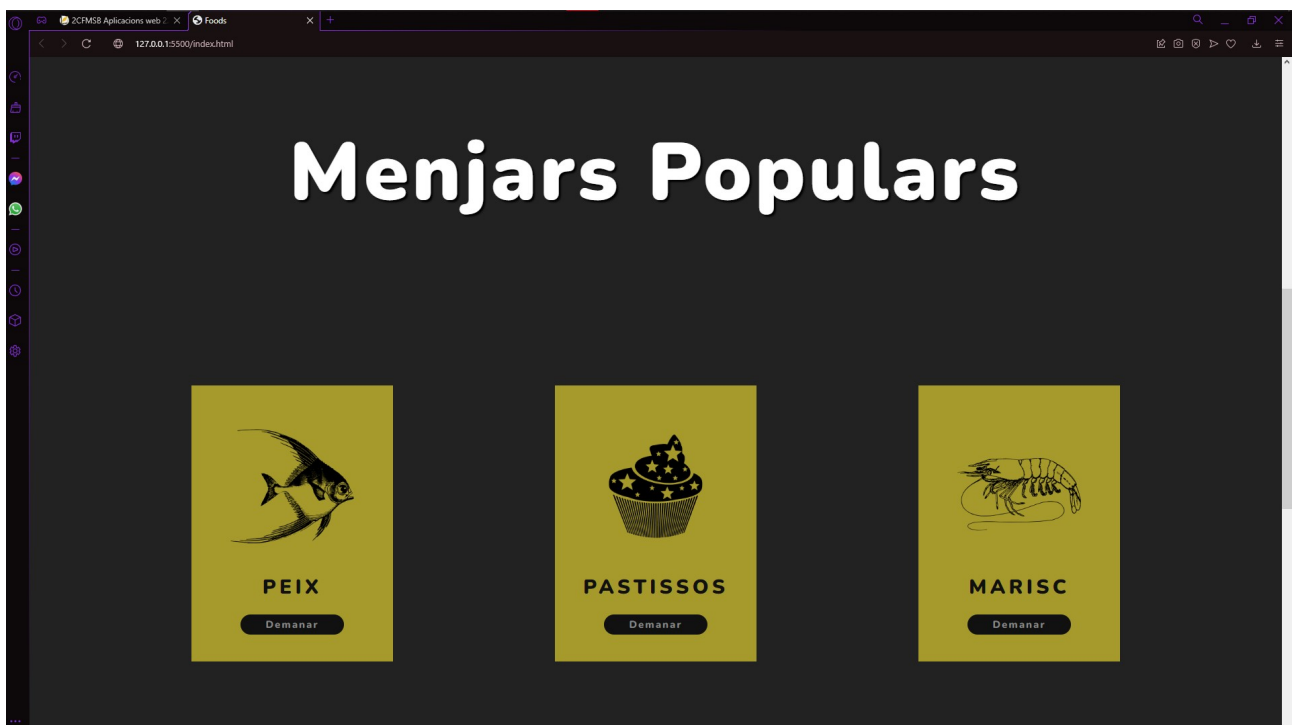 2CFMSB Aplicacions web 2
Foods
127.0.0.1:5500/index.html
Menjars Populars
PEIX
Demanar
PASTISSOS
Demanar
MARISC
Demanar